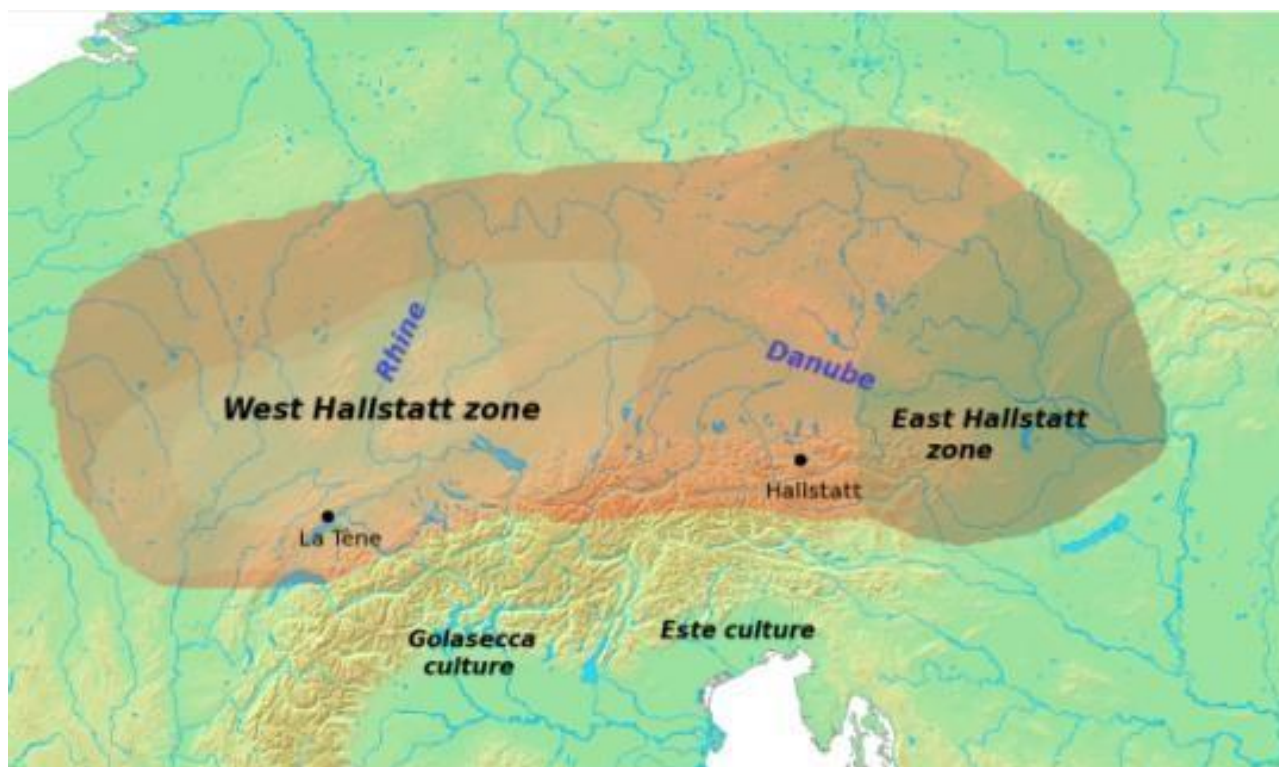 Rhine
Danube
West Hallstatt zone
East Hallstatt
zone
Hallstatt
La Tène
Golasecca
culture
Este culture